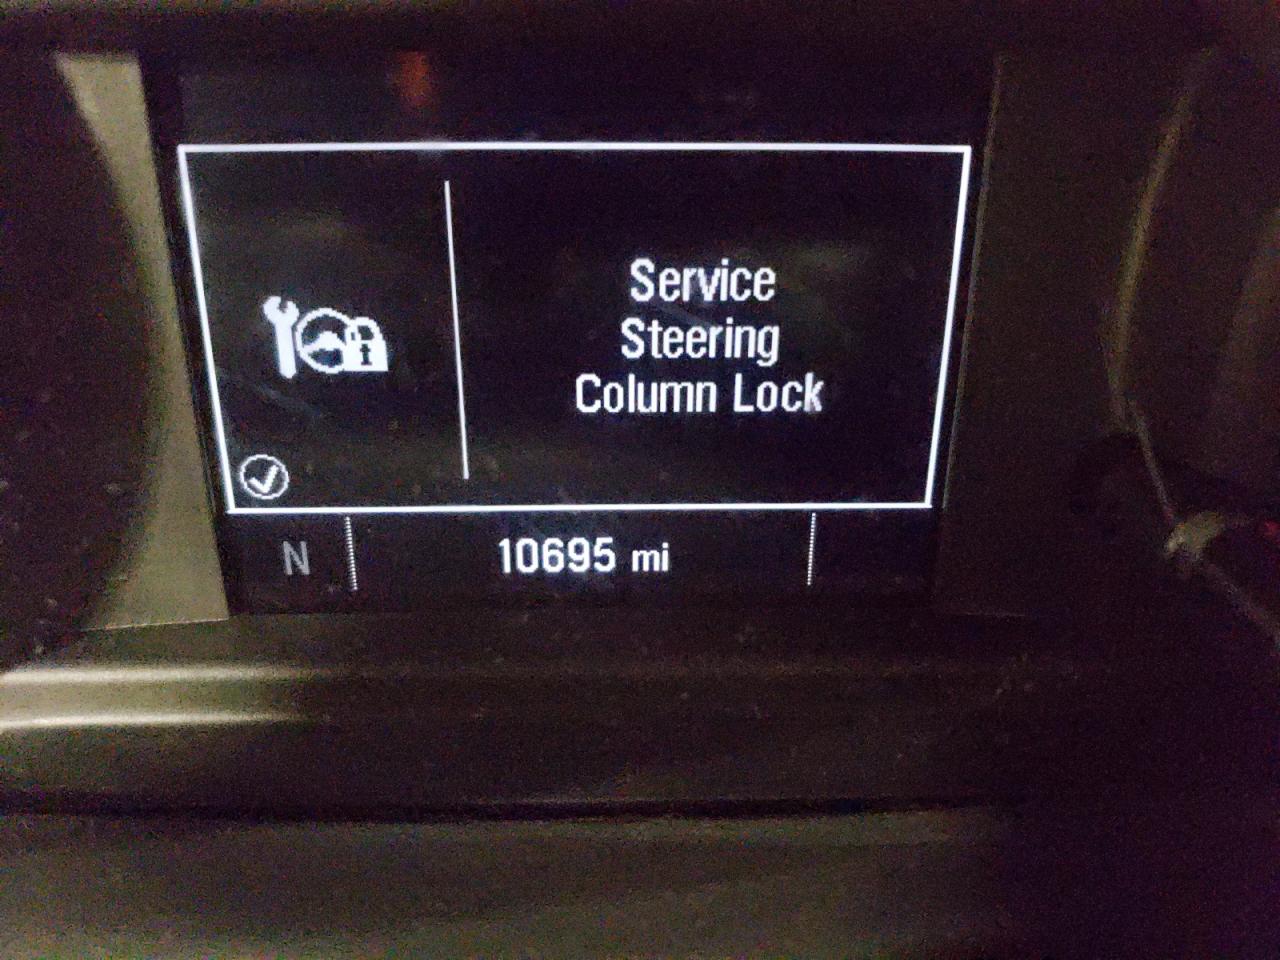 Service
Steering
Column Lock
N
10695 mi